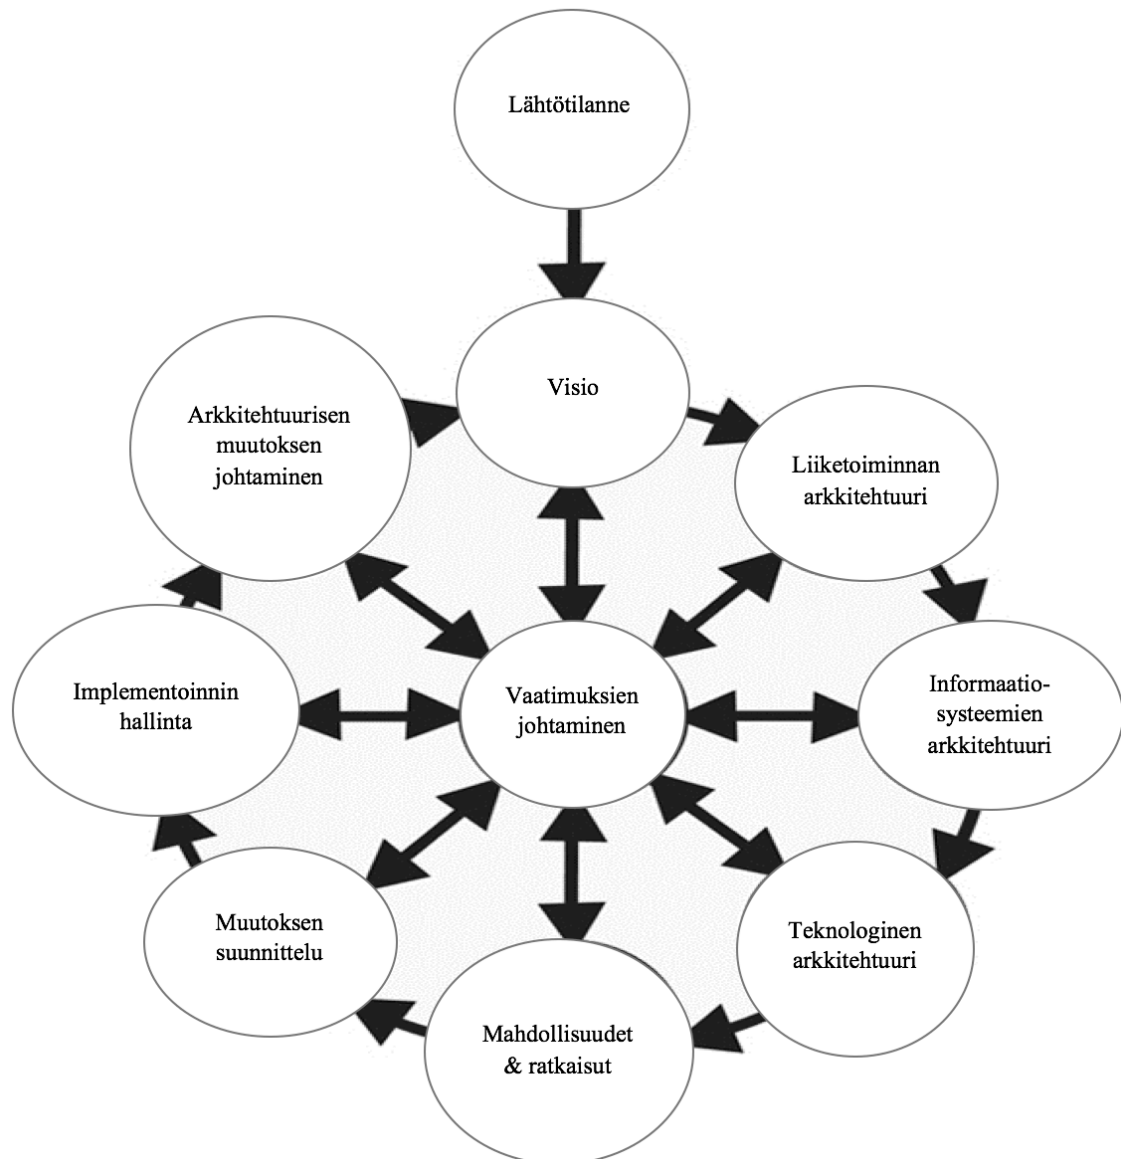 Lähtötilanne
Visio
Arkkitehtuurisen
muutoksen
johtaminen
Liiketoiminnan
arkkitehtuuri
Implementoinnin
hallinta
Vaatimuksien
johtaminen
Informaatio-
systeemien
arkkitehtuuri
Muutoksen
suunnittelu
Teknologinen
arkkitehtuuri
Mahdollisuudet
& ratkaisut